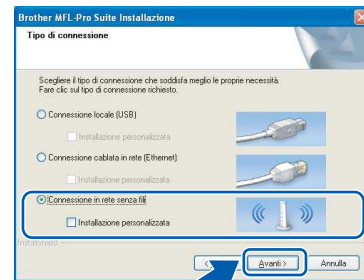 Brother MFL-Pro Suite Installazione
Tipo di connessione
Scegliere il tipo di connessione che soddisfa meglio le proprie necessità.
Fare clic sul tipo di connessione richiesto.
Connessione locale (USB)
Installazione personalizzata
Connessione cablata in rete (Ethernet)
Installazione personalizzata
Connessione in rete senza fili
Installazione personalizzata
InstallShield
Avanti >
Annulla